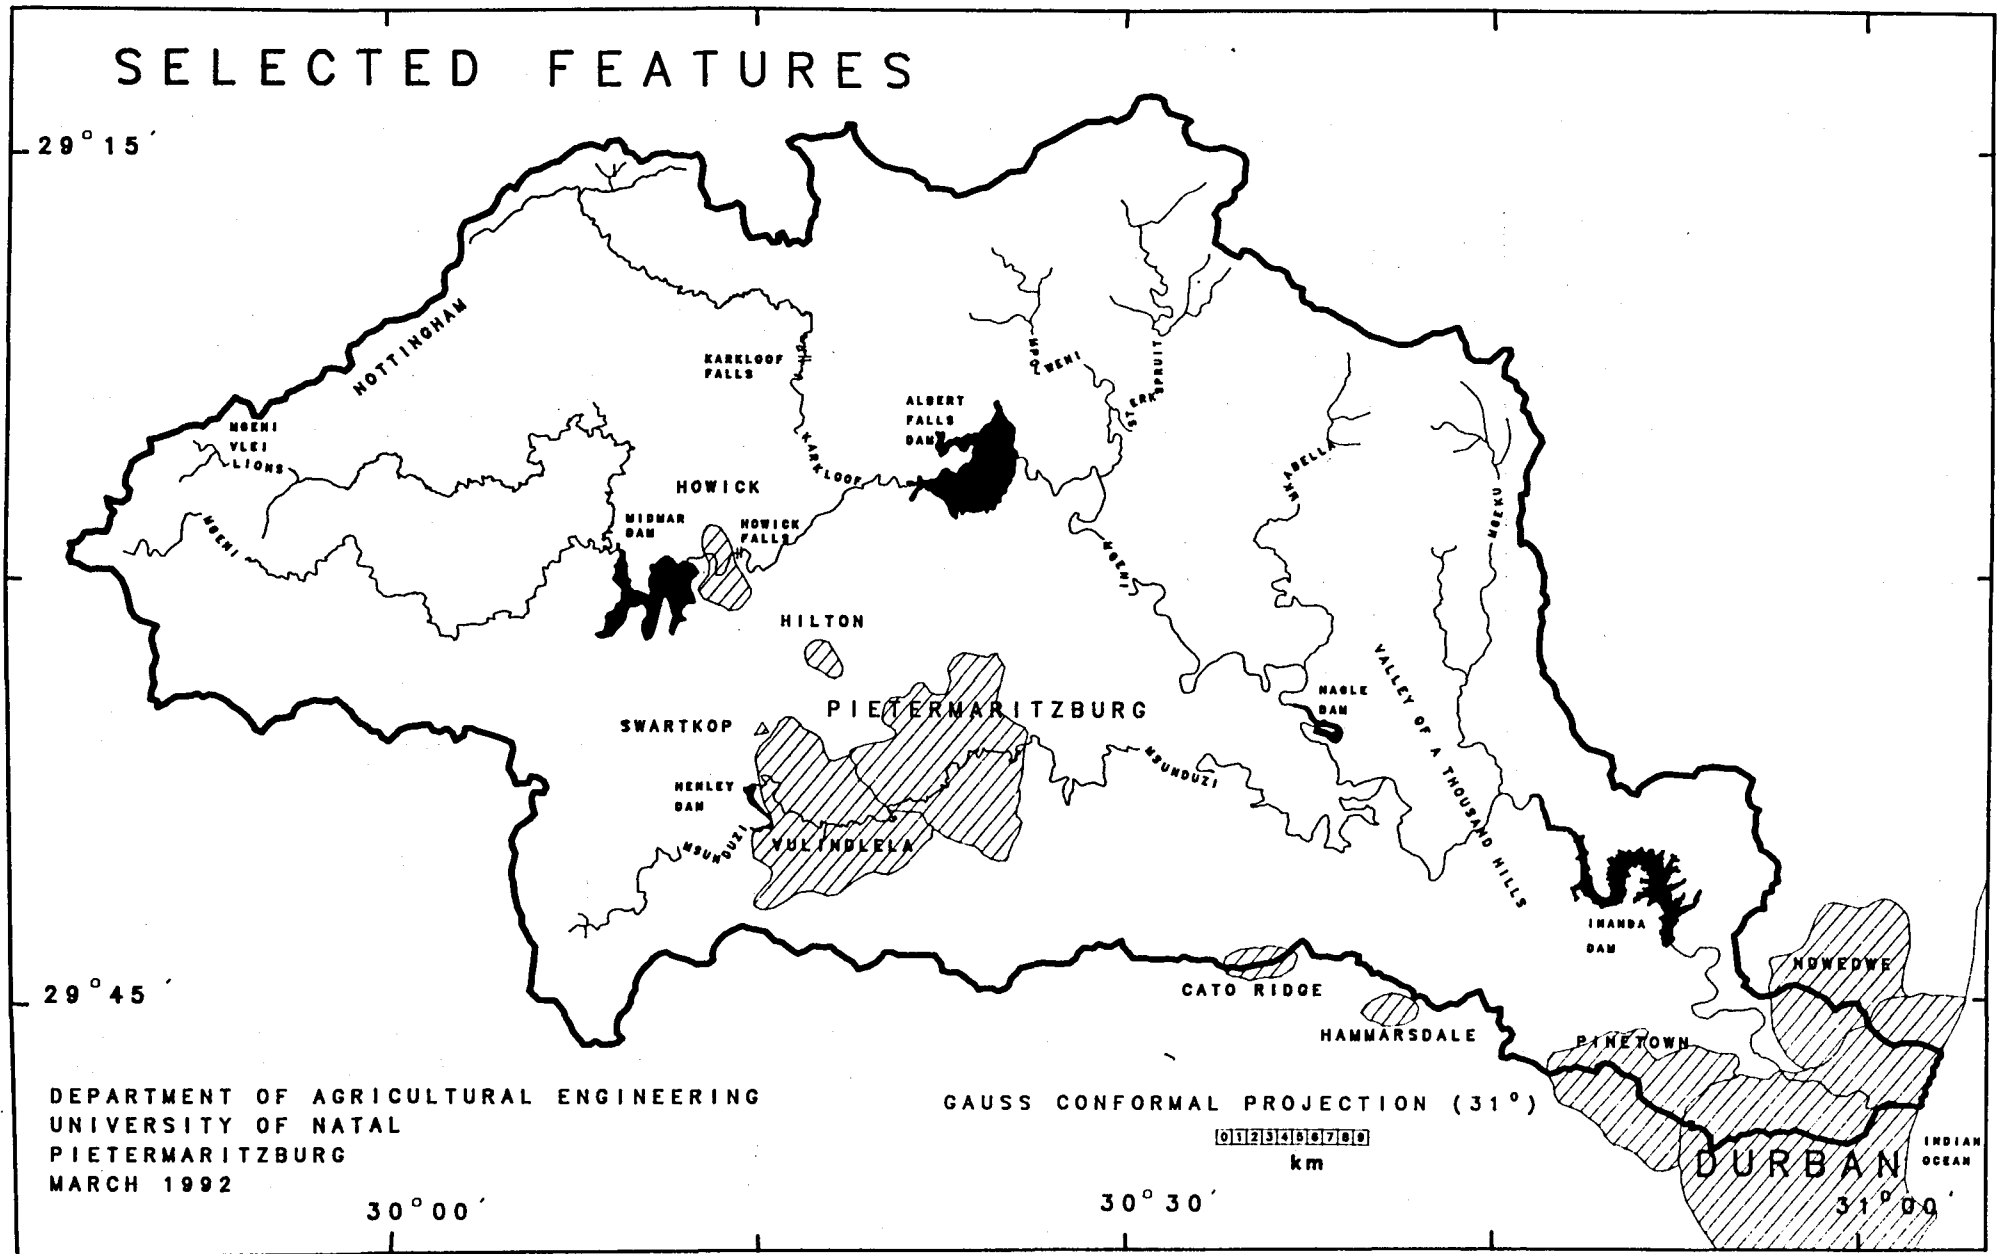 SELECTED FEATURES
29°15′
NOTTINGHAM
KARKLOOF
FALLS
MPO
WENI
STERKSPRUIT
ALBERT
FALLS
DAM
MGENI
VLEI
LIONS
KARKLOOF
MKABELLA
MQEKU
HOWICK
MIDMAR
DAM
HOWICK
FALLS
MGENI
MGENI
HILTON
VALLEY OF A THOUSAND HILLS
NAGLE
DAM
PIETERMARITZBURG
SWARTKOP
MSUNDUZI
HENLEY
DAM
MSUNDUZI
VULINDLELA
INANDA
DAM
NDWEDWE
29°45′
CATO RIDGE
HAMMARSDALE
PINETOWN
DEPARTMENT OF AGRICULTURAL ENGINEERING
UNIVERSITY OF NATAL
PIETERMARITZBURG
MARCH 1992
GAUSS CONFORMAL PROJECTION (31°)
0 1 2 3 4 5 6 7 8 9
km
DURBAN
INDIAN
OCEAN
30°00′
30°30′
31°00′